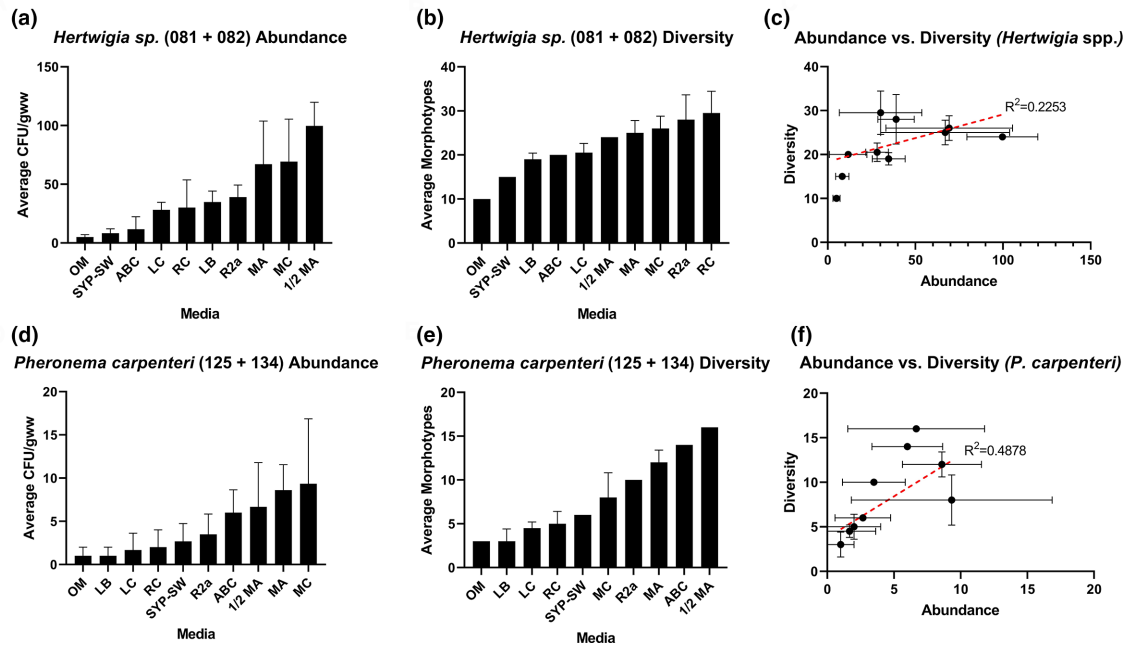 (a)
Hertwigia sp. (081 + 082) Abundance
150
100
50
0
Average CFU/gww
OM
SYP-SW
ABC
LC
RC
LB
R2a
MA
MC
1/2 MA
Media
(b)
Hertwigia sp. (081 + 082) Diversity
40
30
20
10
0
Average Morphotypes
OM
SYP-SW
LB
ABC
LC
1/2 MA
MA
MC
R2a
RC
Media
(c)
Abundance vs. Diversity (Hertwigia spp.)
40
30
20
10
0
Diversity
R2=0.2253
0
50
100
150
Abundance
(d)
Pheronema carpenteri (125 + 134) Abundance
20
15
10
5
0
Average CFU/gww
OM
LB
LC
RC
SYP-SW
R2a
ABC
1/2 MA
MA
MC
Media
(e)
Pheronema carpenteri (125 + 134) Diversity
20
15
10
5
0
Average Morphotypes
OM
LB
LC
RC
SYP-SW
MC
R2a
MA
ABC
1/2 MA
Media
(f)
Abundance vs. Diversity (P. carpenteri)
20
15
10
5
0
Diversity
R2=0.4878
0
5
10
15
20
Abundance